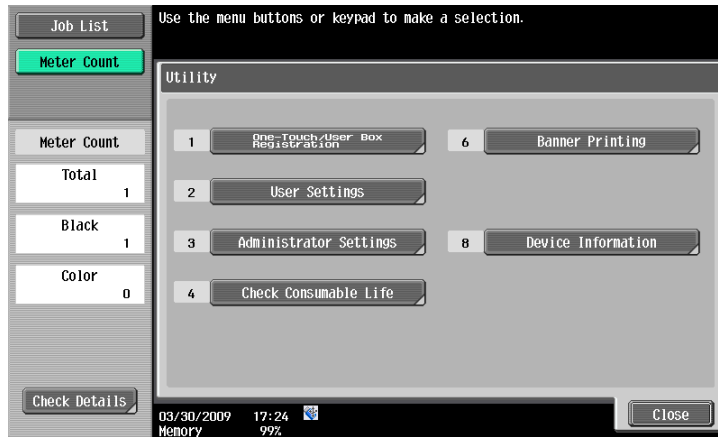 Job List
Use the menu buttons or keypad to make a selection.
Meter Count
Utility
Meter Count
Total
1
Black
1
Color
0
1 One-Touch/User Box
Registration
6 Banner Printing
2 User Settings
3 Administrator Settings
8 Device Information
4 Check Consumable Life
Check Details
03/30/2009 17:24
Memory 99%
Close